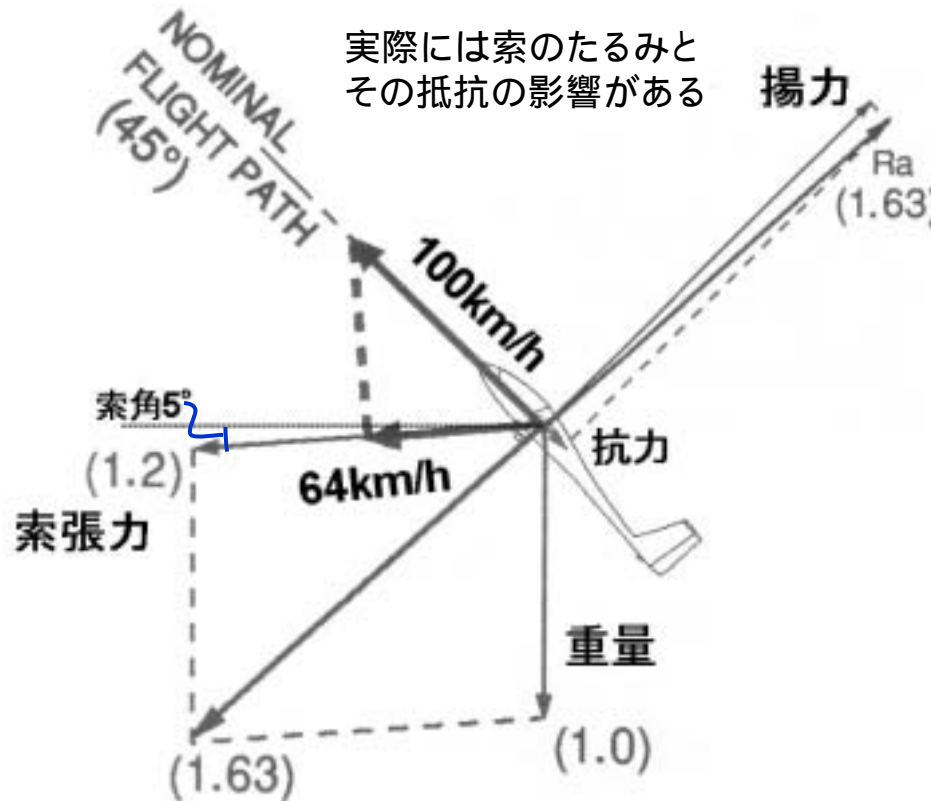 実際には索のたるみと
その抵抗の影響がある
NOMINAL
FLIGHT PATH
(45°)
揚力
Ra
(1.63)
100km/h
索角5°
(1.2)
64km/h
抗力
索張力
重量
(1.63)
(1.0)